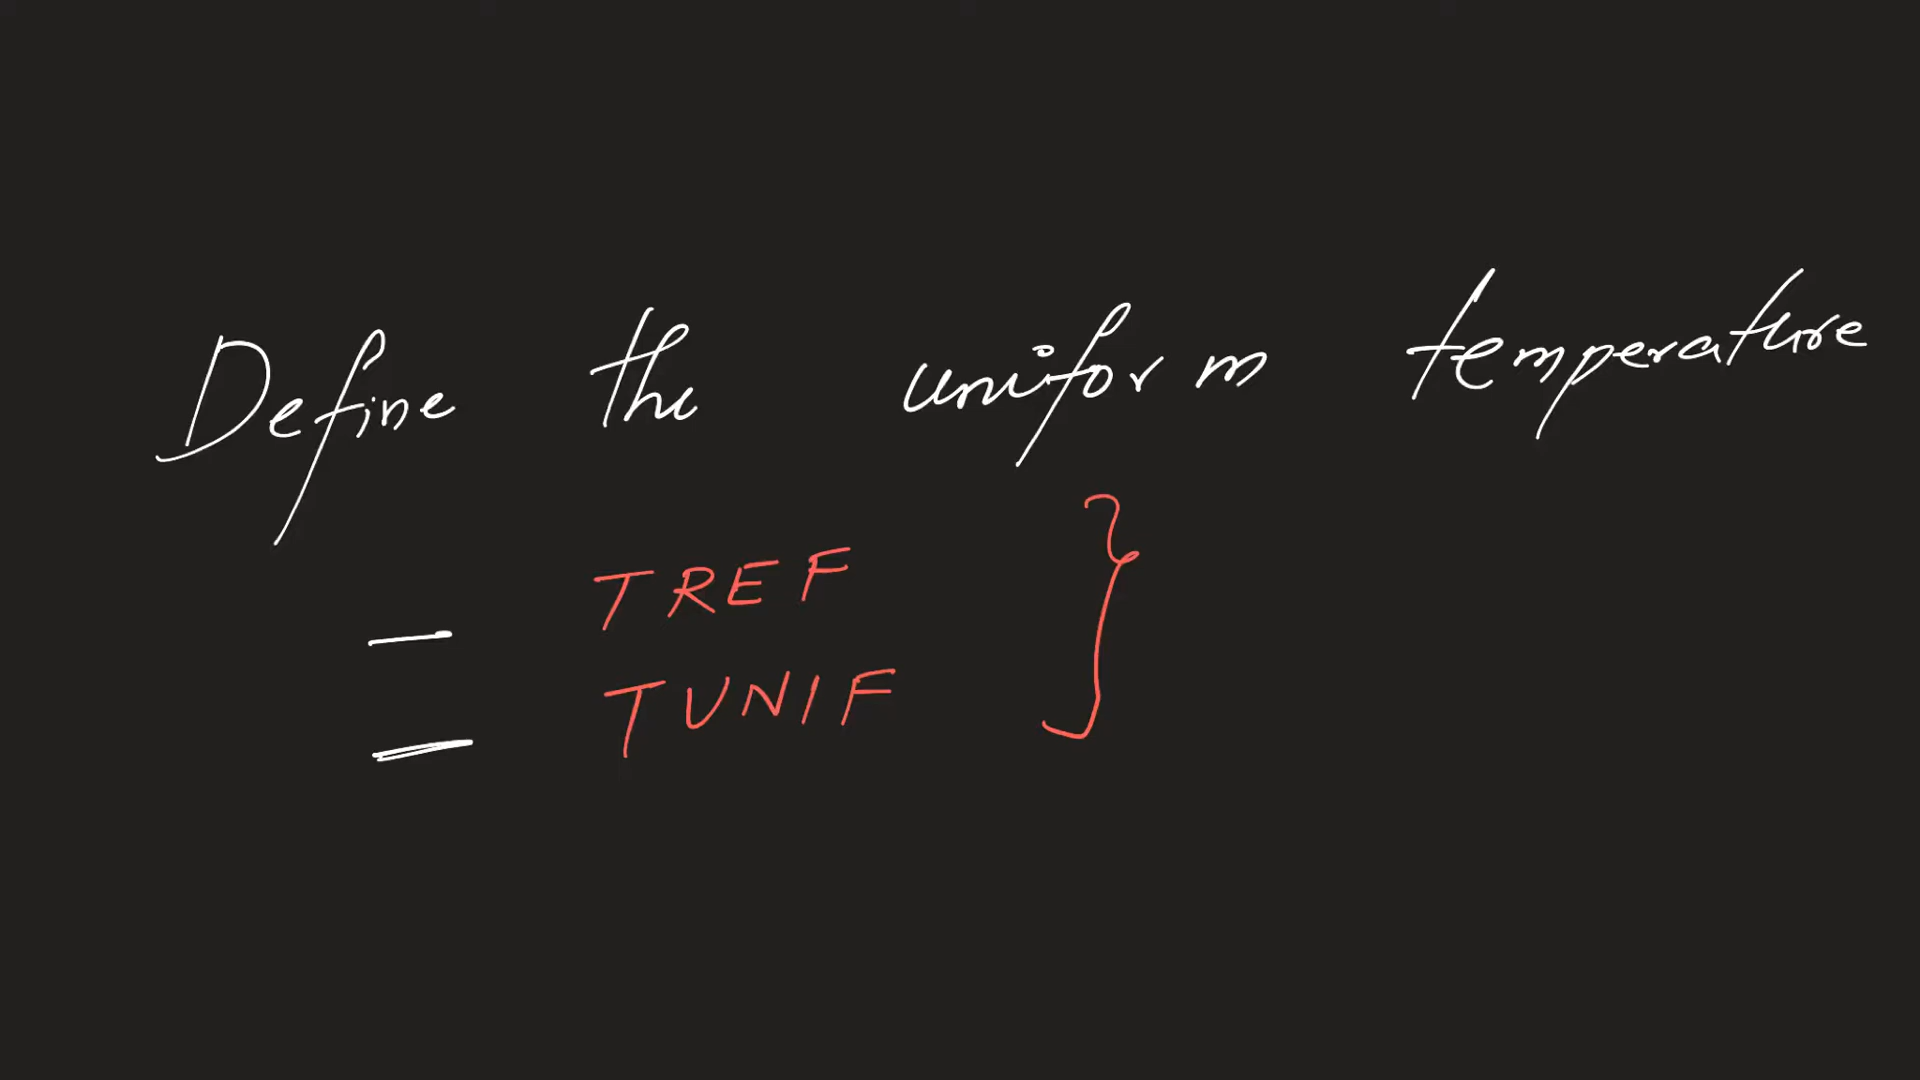 Define the uniform temperature
— TREF
— TUNIF }